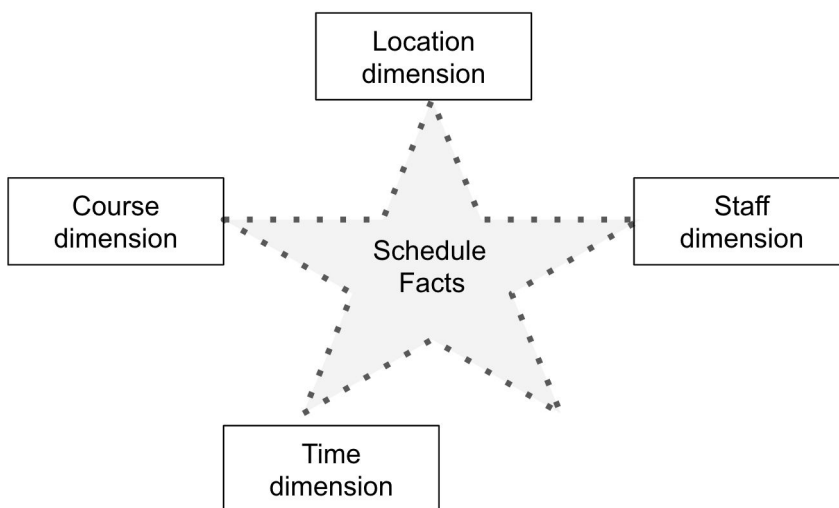 Location
dimension
Course
dimension
Staff
dimension
Schedule
Facts
Time
dimension